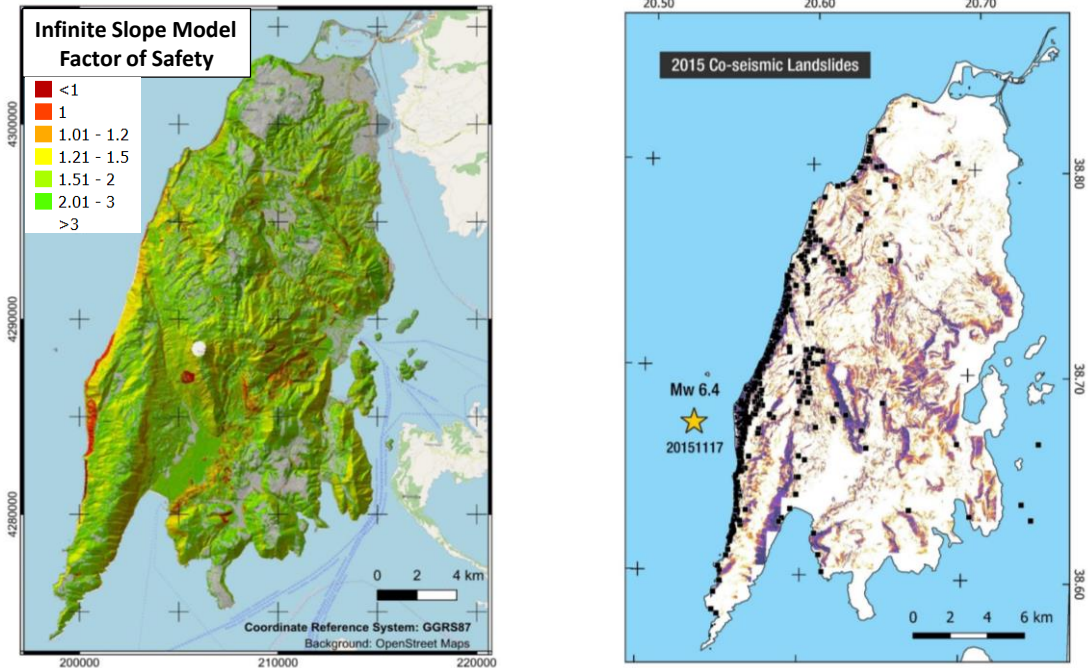 Infinite Slope Model
Factor of Safety
<1
1
1.01 - 1.2
1.21 - 1.5
1.51 - 2
2.01 - 3
>3
4300000
4290000
4280000
0 2 4 km
Coordinate Reference System: GGRS87
Background: OpenStreet Maps
200000 210000 220000
20.50 20.60 20.70
2015 Co-seismic Landslides
38.80
38.70
38.60
Mw 6.4
20151117
0 2 4 6 km